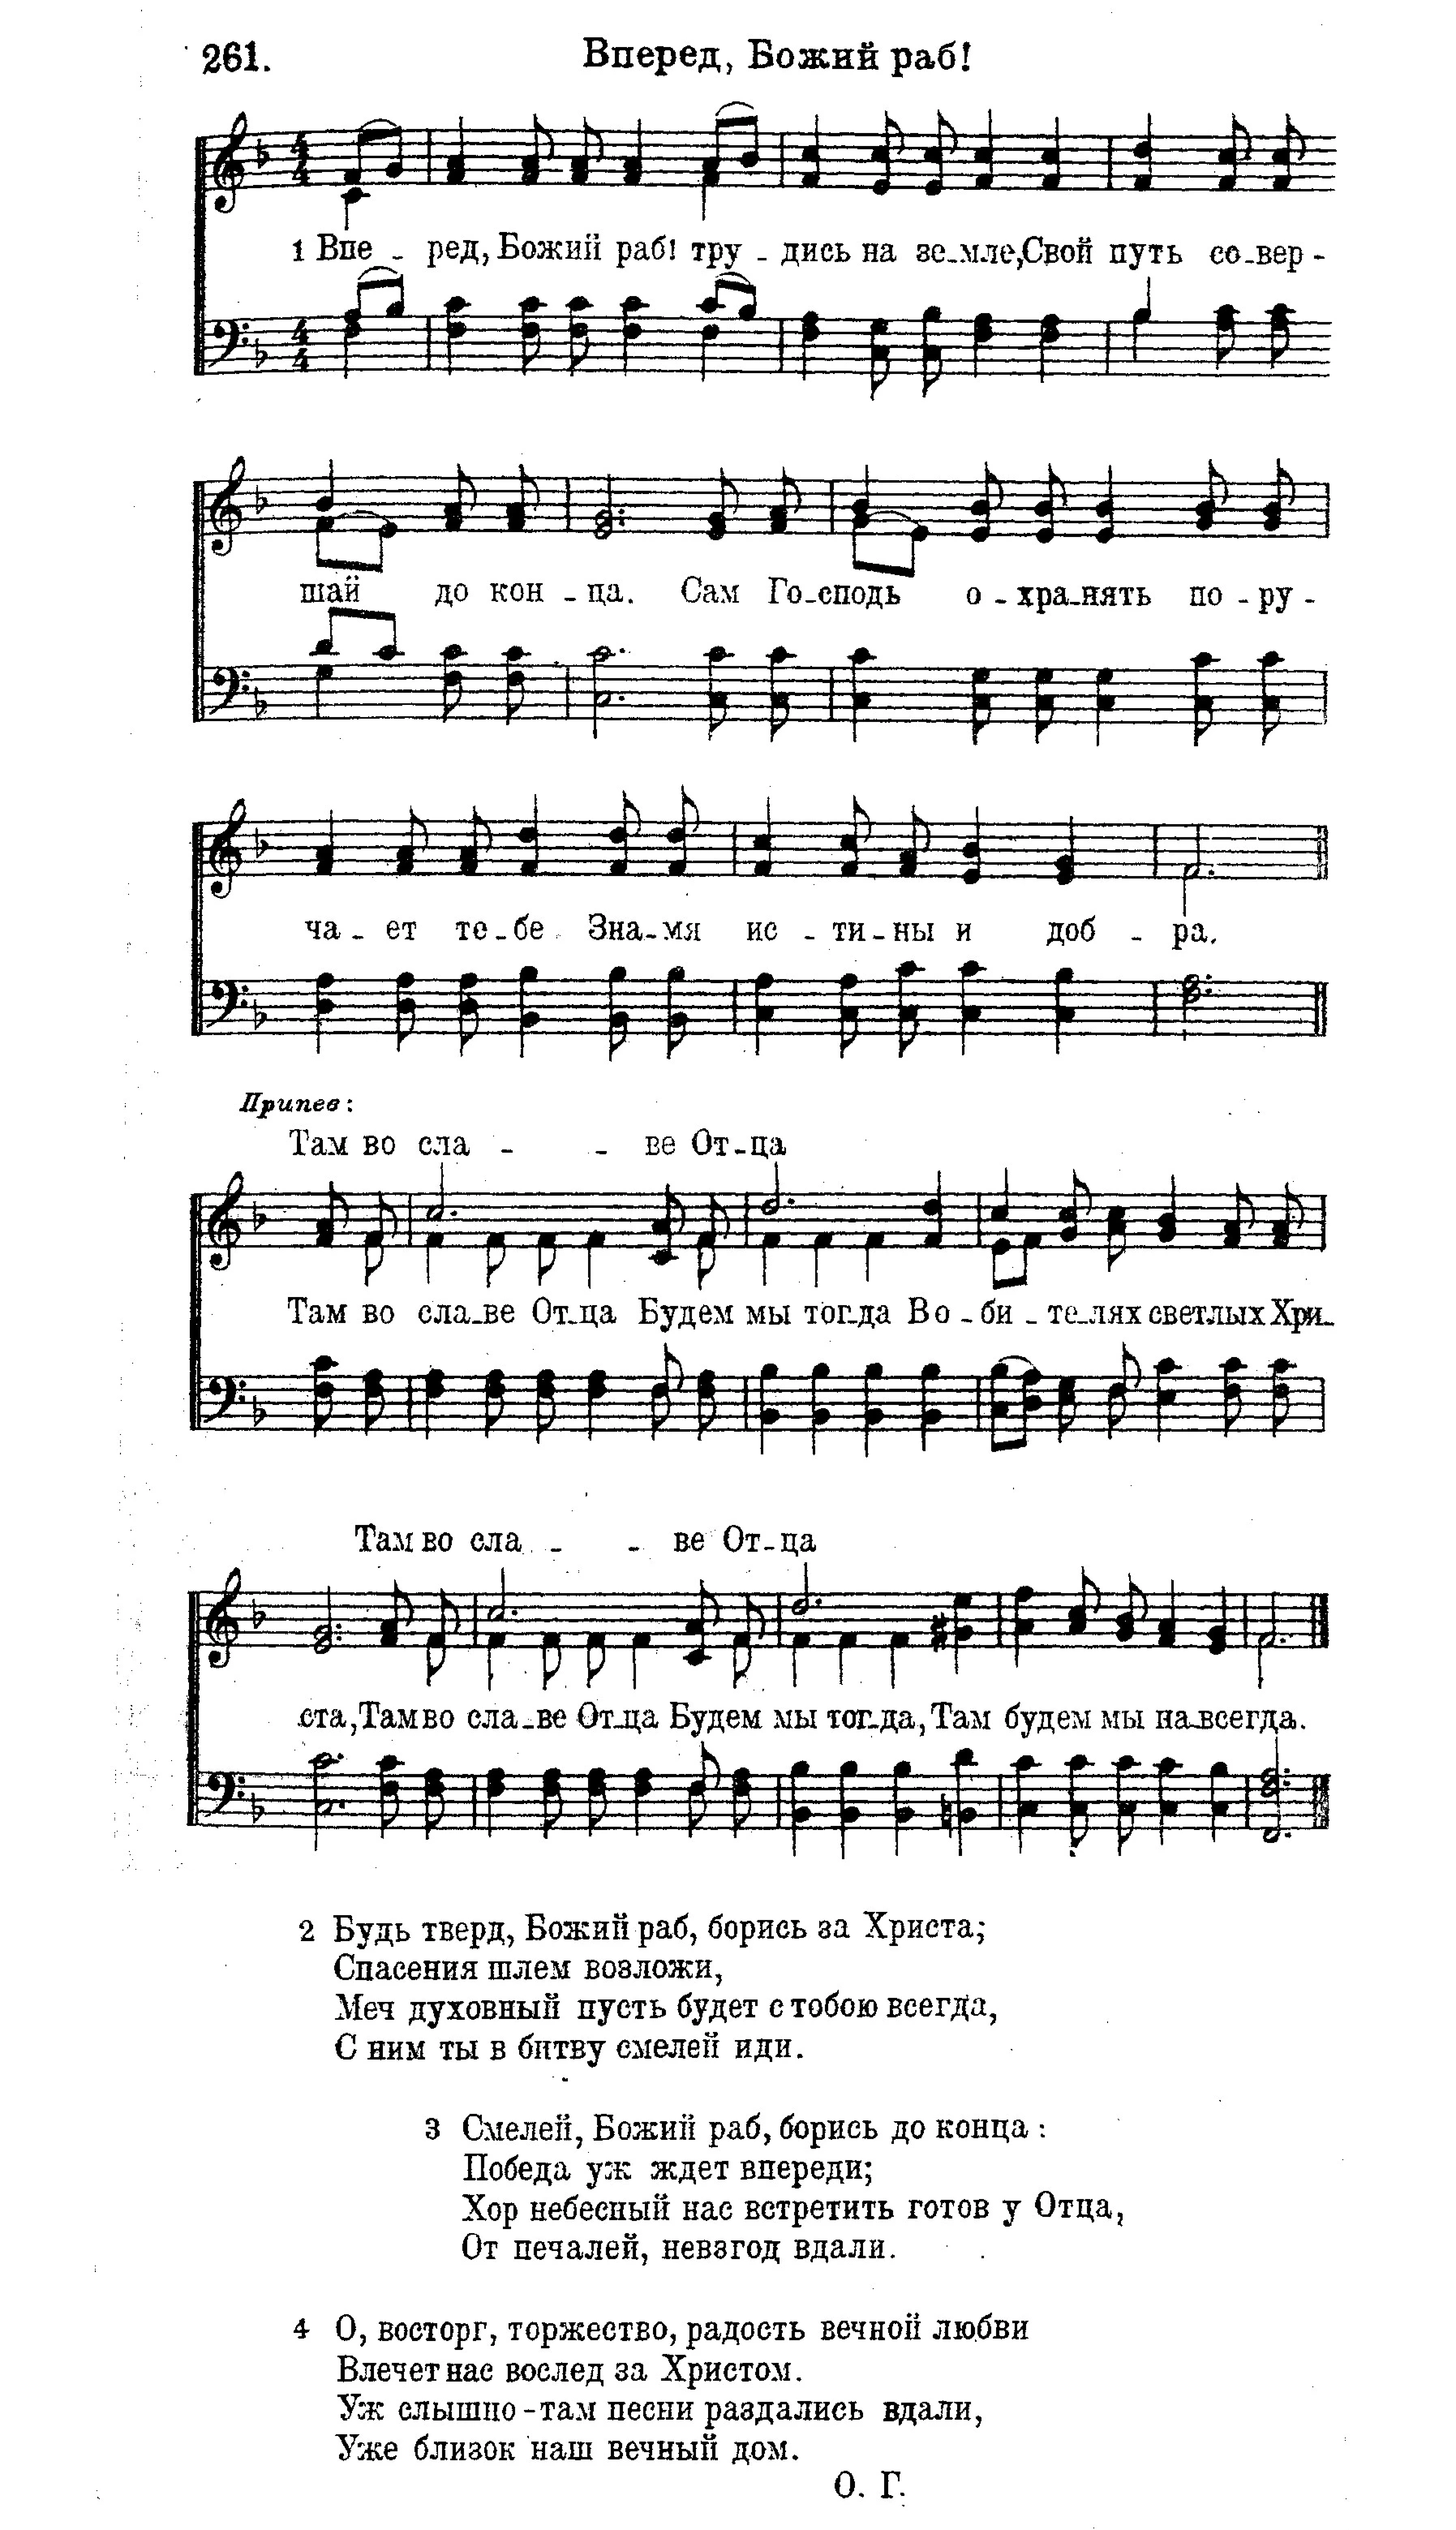 261. Вперед, Божий раб!
1 Впе - ред, Божий раб! тру - дись на зе-мле, Свой путь со-вер -
шай до кон - ца. Сам Го-сподь о - хра-нять по - ру -
ча - ет те-бе Зна-мя ис - ти-ны и доб - ра.
Припев:
Там во сла - - ве От-ца
Там во сла-ве От-ца Будем мы тог-да В о - би - те-лях светлых Хри-
Там во сла - - ве От-ца
ста, Там во сла-ве От-ца Будем мы тог-да, Там будем мы на-всегда.
2 Будь тверд, Божий раб, борись за Христа;
Спасения шлем возложи,
Меч духовный пусть будет с тобою всегда,
С ним ты в битву смелей иди.
3 Смелей, Божий раб, борись до конца:
Победа уж ждет впереди;
Хор небесный нас встретить готов у Отца,
От печалей, невзгод вдали.
4 О, восторг, торжество, радость вечной любви
Влечет нас вослед за Христом.
Уж слышно - там песни раздались вдали,
Уже близок наш вечный дом.
О. Г.